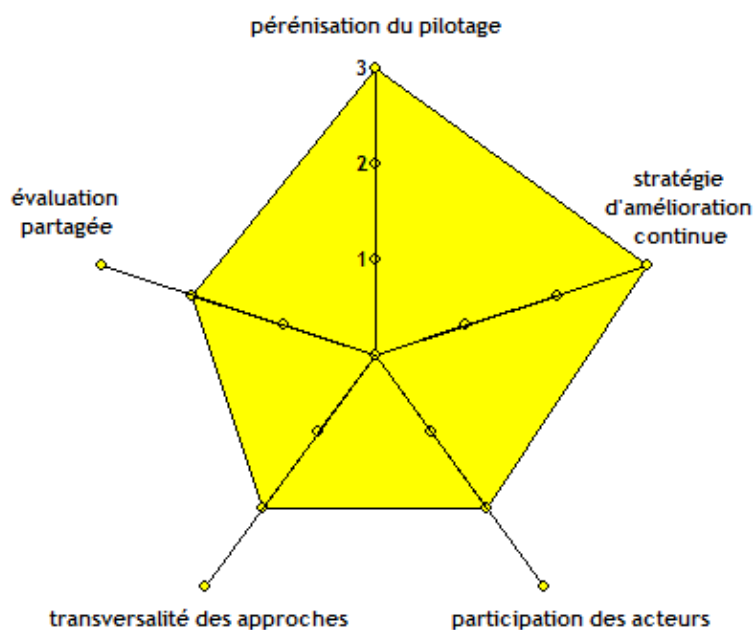 pérénisation du pilotage
3
2
1
stratégie
d'amélioration
continue
évaluation
partagée
transversalité des approches
participation des acteurs